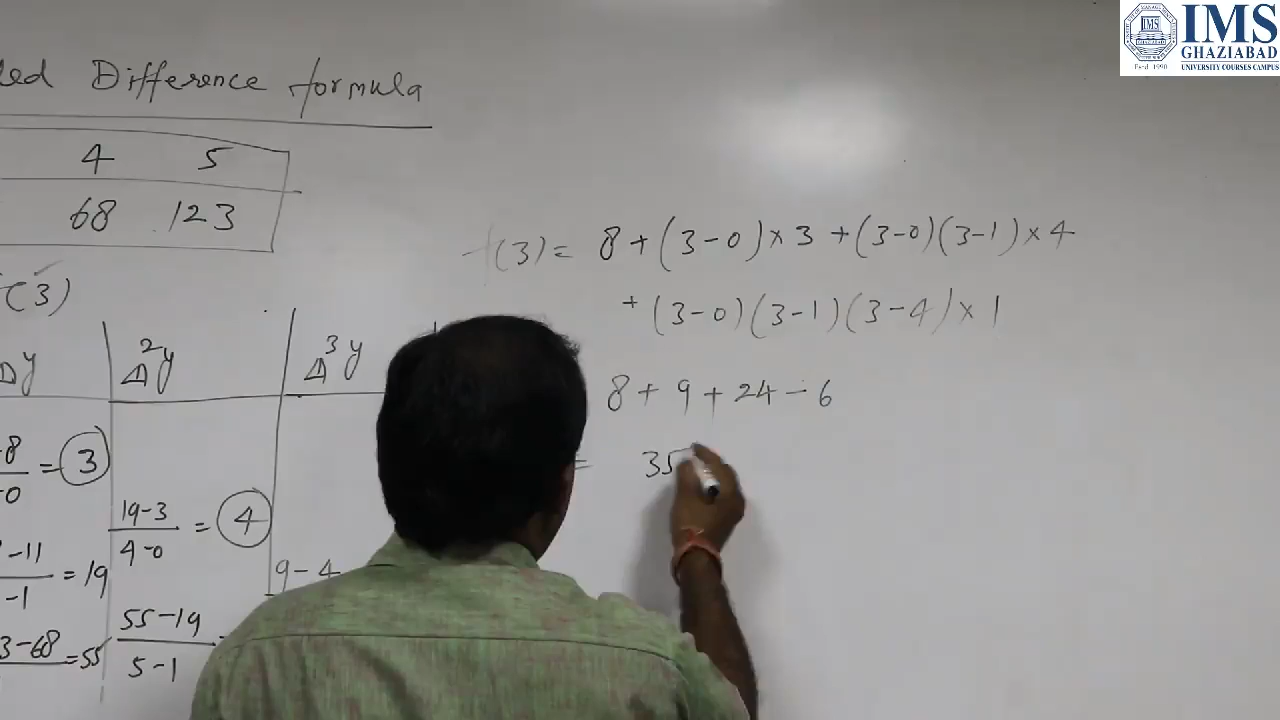 IMS
GHAZIABAD
UNIVERSITY COURSES CAMPUS
Estd. 1990
IMS
ded Difference formula
4 5
68 123
(3)
f(3) = 8 + (3-0) × 3 + (3-0)(3-1) × 4
+ (3-0)(3-1)(3-4) × 1
8 + 9 + 24 - 6
= 35
Δy Δ²y Δ³y
-8
-0
= 3
19-3
4-0
= 4
-11
-1
= 19
9-4
3-68
= 55
55-19
5-1